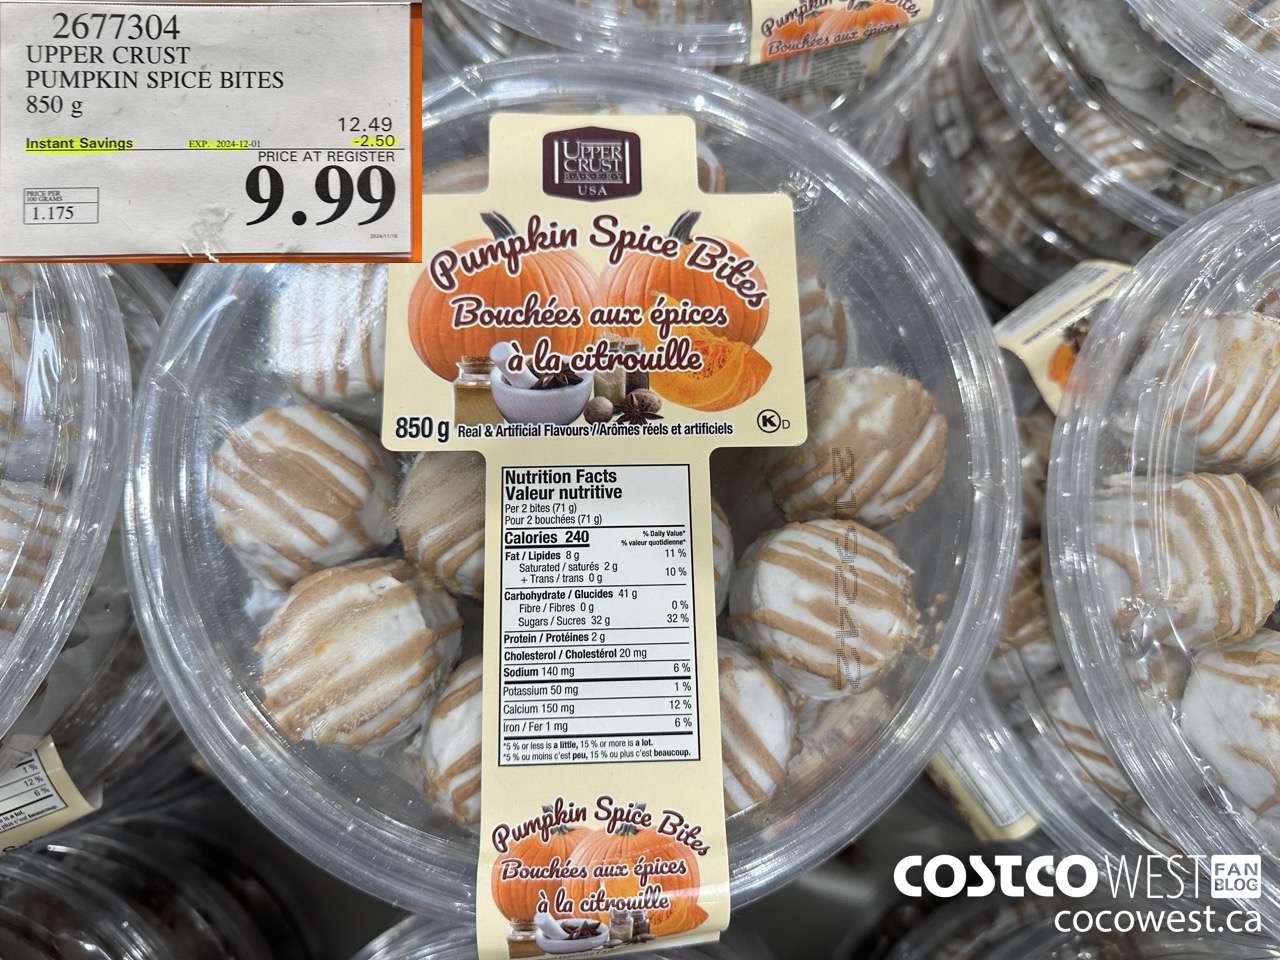 2677304
UPPER CRUST
PUMPKIN SPICE BITES
850 g
12.49
Instant Savings EXP. 2024-12-01 -2.50
PRICE AT REGISTER
9.99
PRICE PER
100 GRAMS
1.175
2024/11/18
Pumpkin Spice Bites
Bouchées aux épices
UPPER
CRUST
BAKERY
USA
Pumpkin Spice Bites
Bouchées aux épices
à la citrouille
850 g Real & Artificial Flavours / Arômes réels et artificiels
K D
Nutrition Facts
Valeur nutritive
Per 2 bites (71 g)
Pour 2 bouchées (71 g)
Calories 240
% Daily Value*
% valeur quotidienne*
Fat / Lipides 8 g 11 %
Saturated / saturés 2 g
+ Trans / trans 0 g 10 %
Carbohydrate / Glucides 41 g
Fibre / Fibres 0 g 0 %
Sugars / Sucres 32 g 32 %
Protein / Protéines 2 g
Cholesterol / Cholestérol 20 mg
Sodium 140 mg 6 %
Potassium 50 mg 1 %
Calcium 150 mg 12 %
Iron / Fer 1 mg 6 %
*5 % or less is a little, 15 % or more is a lot.
*5 % ou moins c'est peu, 15 % ou plus c'est beaucoup.
1 %
12 %
6 %
Pumpkin Spice Bites
Bouchées aux épices
à la citrouille
COSTCO WEST FAN
BLOG
cocowest.ca